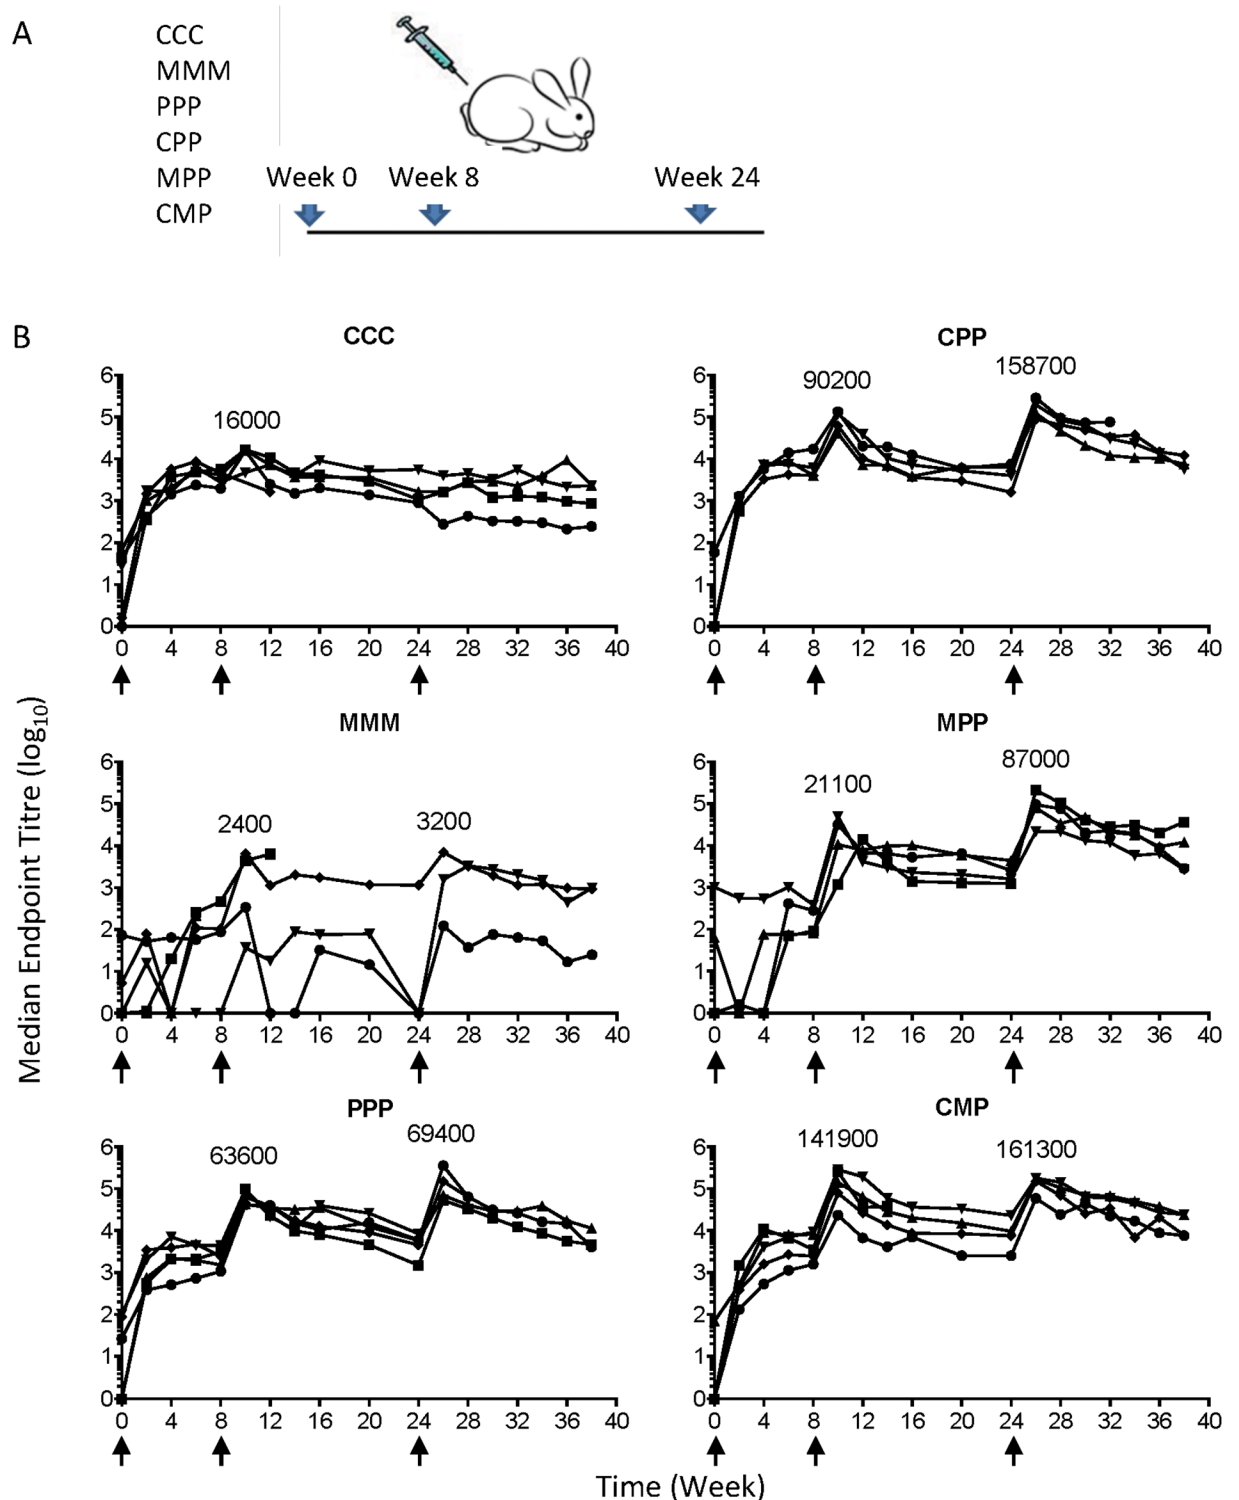 A
CCC
MMM
PPP
CPP
MPP
CMP
Week 0 Week 8 Week 24
B
Median Endpoint Titre (log10)
CCC
16000
6
5
4
3
2
1
0
0 4 8 12 16 20 24 28 32 36 40
CPP
90200
158700
6
5
4
3
2
1
0
0 4 8 12 16 20 24 28 32 36 40
MMM
2400
3200
6
5
4
3
2
1
0
0 4 8 12 16 20 24 28 32 36 40
MPP
21100
87000
6
5
4
3
2
1
0
0 4 8 12 16 20 24 28 32 36 40
PPP
63600
69400
6
5
4
3
2
1
0
0 4 8 12 16 20 24 28 32 36 40
CMP
141900
161300
6
5
4
3
2
1
0
0 4 8 12 16 20 24 28 32 36 40
Time (Week)